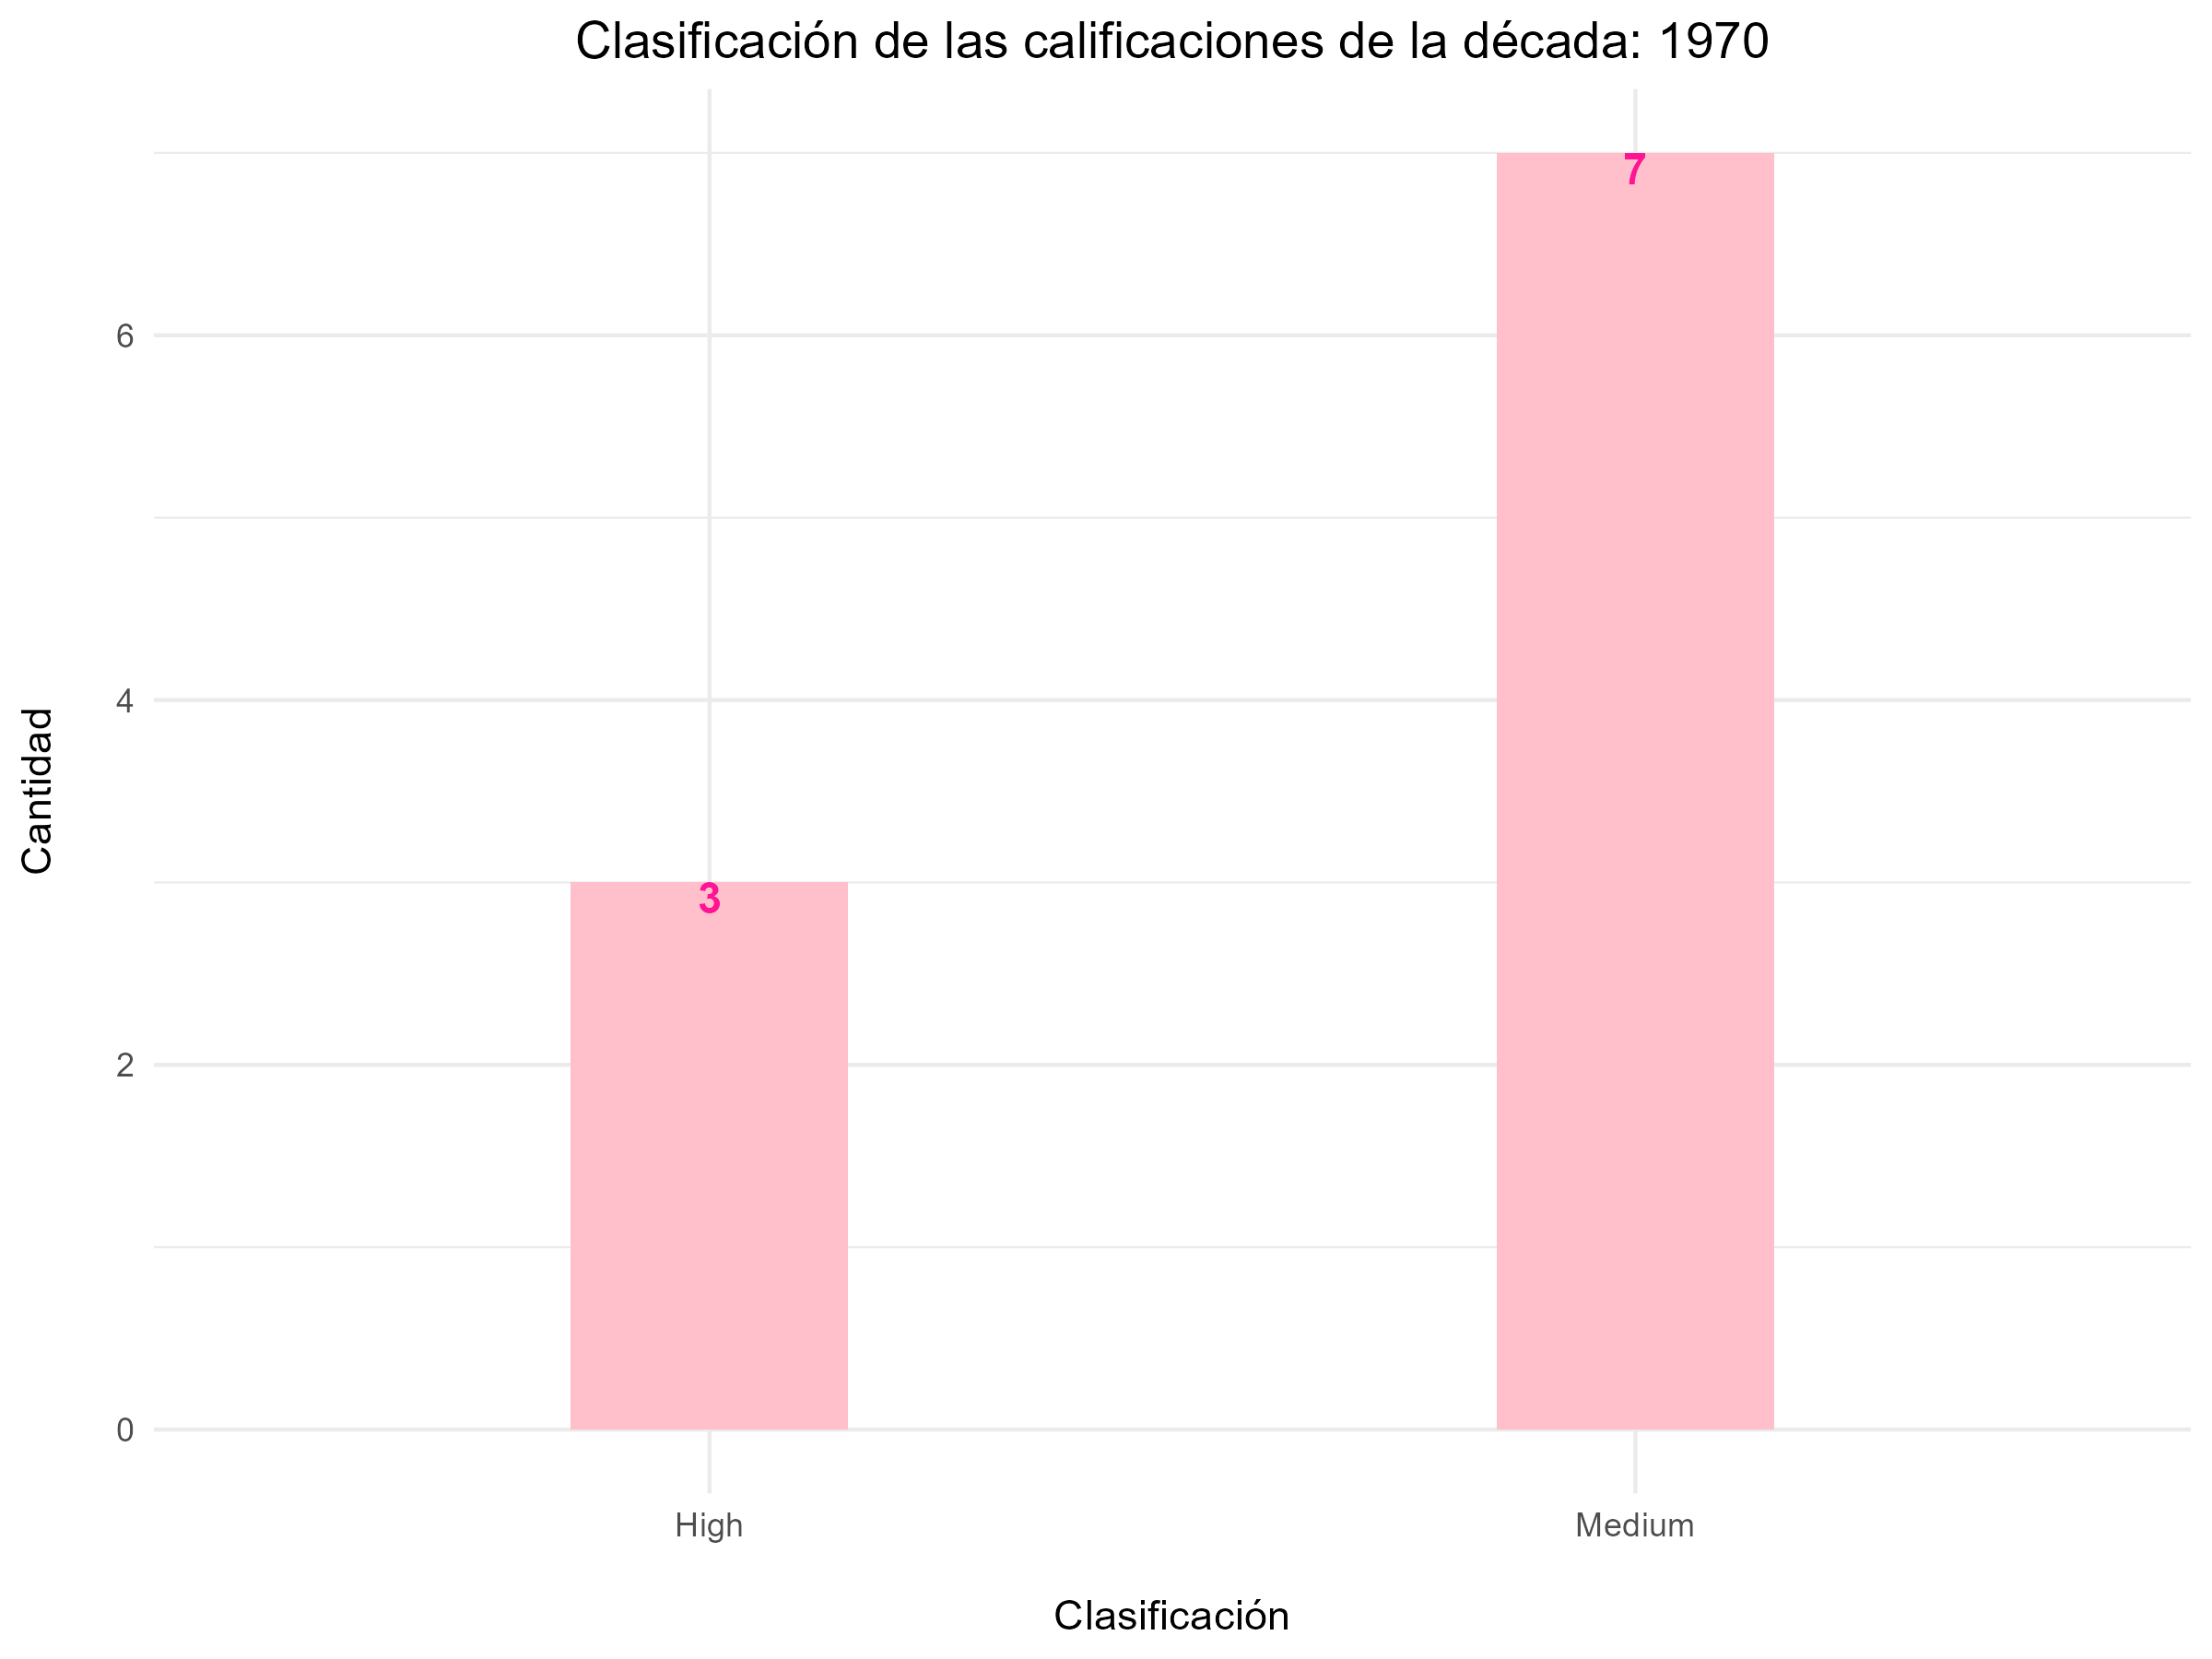 Clasificación de las calificaciones de la década: 1970
7
6
4
3
2
0
Cantidad
High
Medium
Clasificación